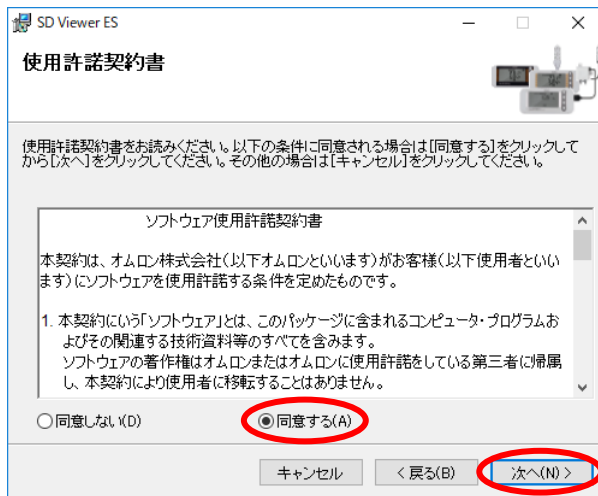 SD Viewer ES
使用許諾契約書
使用許諾契約書をお読みください。以下の条件に同意される場合は[同意する]をクリックして
から[次へ]をクリックしてください。その他の場合は[キャンセル]をクリックしてください。
ソフトウェア使用許諾契約書
本契約は、オムロン株式会社(以下オムロンといいます)がお客様(以下使用者といい
ます)にソフトウェアを使用許諾する条件を定めたものです。
1. 本契約にいう「ソフトウェア」とは、このパッケージに含まれるコンピュータ・プログラムお
よびその関連する技術資料等のすべてを含みます。
ソフトウェアの著作権はオムロンまたはオムロンに使用許諾をしている第三者に帰属
し、本契約により使用者に移転することはありません。
同意しない(D) 同意する(A)
キャンセル < 戻る(B) 次へ(N) >